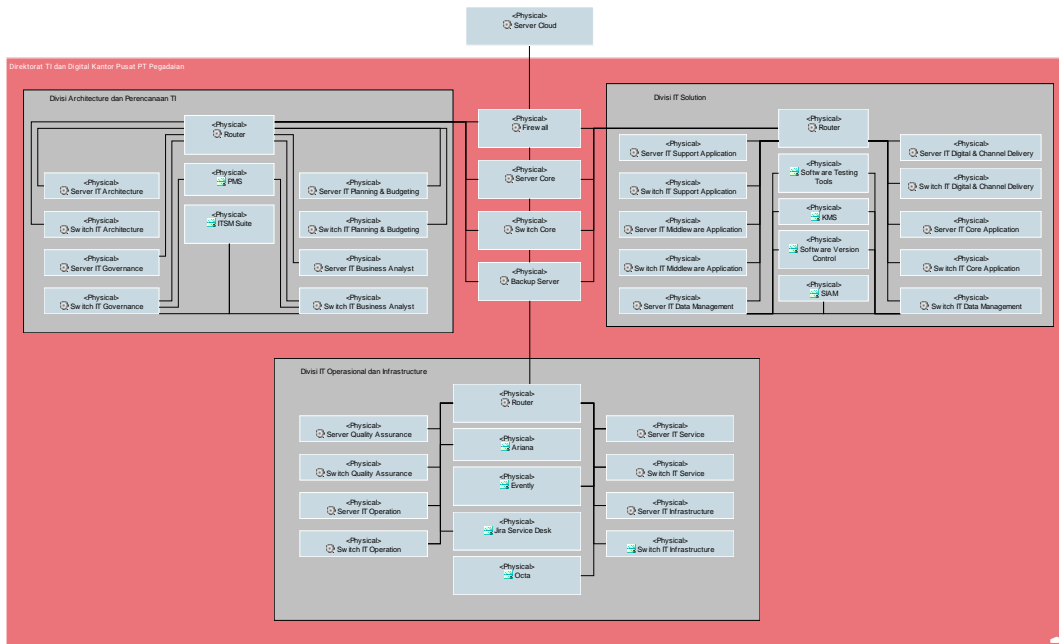 <Physical>
Server Cloud
Direktorat TI dan Digital Kantor Pusat PT Pegadaian
Divisi Architecture dan Perencanaan TI
<Physical>
Router
<Physical>
Server IT Architecture
<Physical>
PMS
<Physical>
Server IT Planning & Budgeting
<Physical>
Switch IT Architecture
<Physical>
ITSM Suite
<Physical>
Switch IT Planning & Budgeting
<Physical>
Server IT Governance
<Physical>
Server IT Business Analyst
<Physical>
Switch IT Governance
<Physical>
Switch IT Business Analyst
<Physical>
Firewall
<Physical>
Server Core
<Physical>
Switch Core
<Physical>
Backup Server
Divisi IT Solution
<Physical>
Router
<Physical>
Server IT Support Application
<Physical>
Software Testing
Tools
<Physical>
Server IT Digital & Channel Delivery
<Physical>
Switch IT Support Application
<Physical>
Switch IT Digital & Channel Delivery
<Physical>
Server IT Middleware Application
<Physical>
KMS
<Physical>
Server IT Core Application
<Physical>
Switch IT Middleware Application
<Physical>
Software Version
Control
<Physical>
Switch IT Core Application
<Physical>
Server IT Data Management
<Physical>
SIAM
<Physical>
Switch IT Data Management
Divisi IT Operasional dan Infrastructure
<Physical>
Router
<Physical>
Server Quality Assurance
<Physical>
Ariana
<Physical>
Server IT Service
<Physical>
Switch Quality Assurance
<Physical>
Evently
<Physical>
Switch IT Service
<Physical>
Server IT Operation
<Physical>
Jira Service Desk
<Physical>
Server IT Infrastructure
<Physical>
Switch IT Operation
<Physical>
Octa
<Physical>
Switch IT Infrastructure